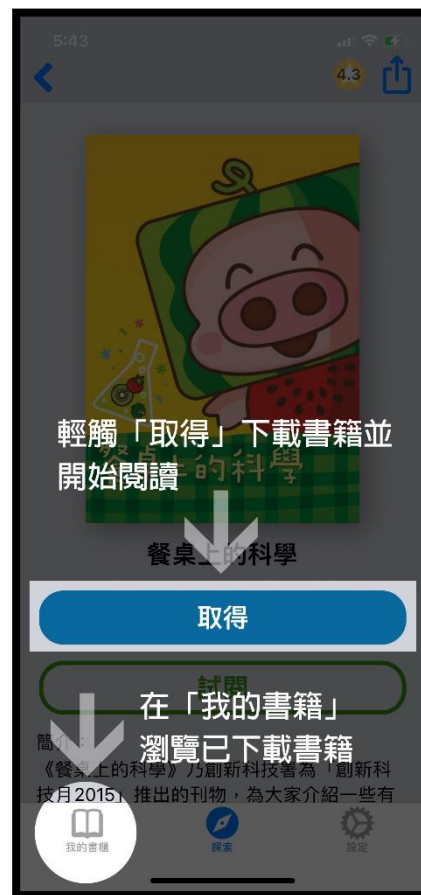 5:43
4.3
輕觸「取得」下載書籍並
開始閱讀
餐桌上的科學
餐桌上的科學
取得
試閱
在「我的書籍」
瀏覽已下載書籍
簡介：
《餐桌上的科學》乃創新科技署為「創新科
技月2015」推出的刊物，為大家介紹一些有
我的書櫃
探索
設定